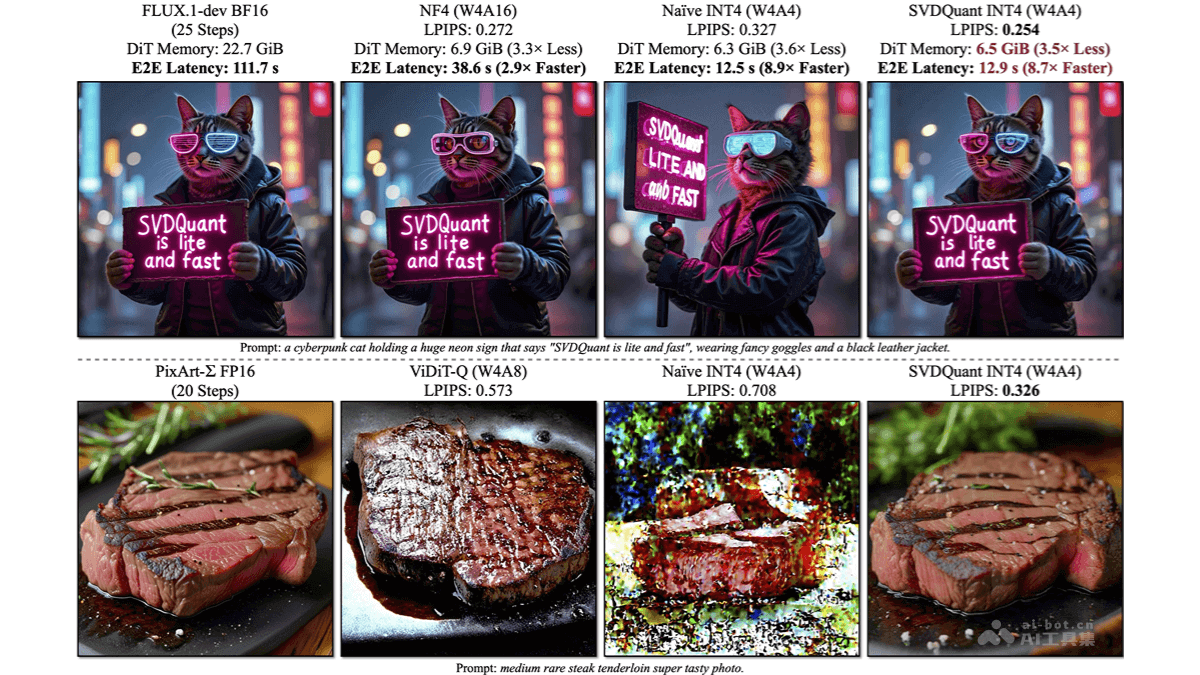 FLUX.1-dev BF16
(25 Steps)
DiT Memory: 22.7 GiB
E2E Latency: 111.7 s
NF4 (W4A16)
LPIPS: 0.272
DiT Memory: 6.9 GiB (3.3× Less)
E2E Latency: 38.6 s (2.9× Faster)
Naïve INT4 (W4A4)
LPIPS: 0.327
DiT Memory: 6.3 GiB (3.6× Less)
E2E Latency: 12.5 s (8.9× Faster)
SVDQuant INT4 (W4A4)
LPIPS: 0.254
DiT Memory: 6.5 GiB (3.5× Less)
E2E Latency: 12.9 s (8.7× Faster)
SVDQuant
is lite
and fast
SVDQuant
is lite
and fast
SVDQuant
LITE AND
FAST
SVDQuant
is lite
and fast
Prompt: a cyberpunk cat holding a huge neon sign that says "SVDQuant is lite and fast", wearing fancy goggles and a black leather jacket.
PixArt-Σ FP16
(20 Steps)
ViDiT-Q (W4A8)
LPIPS: 0.573
Naïve INT4 (W4A4)
LPIPS: 0.708
SVDQuant INT4 (W4A4)
LPIPS: 0.326
ai-bot.cn
AI工具集
Prompt: medium rare steak tenderloin super tasty photo.